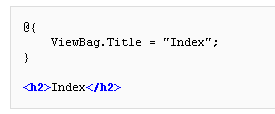 @{
    ViewBag.Title = "Index";
}
<h2>Index</h2>